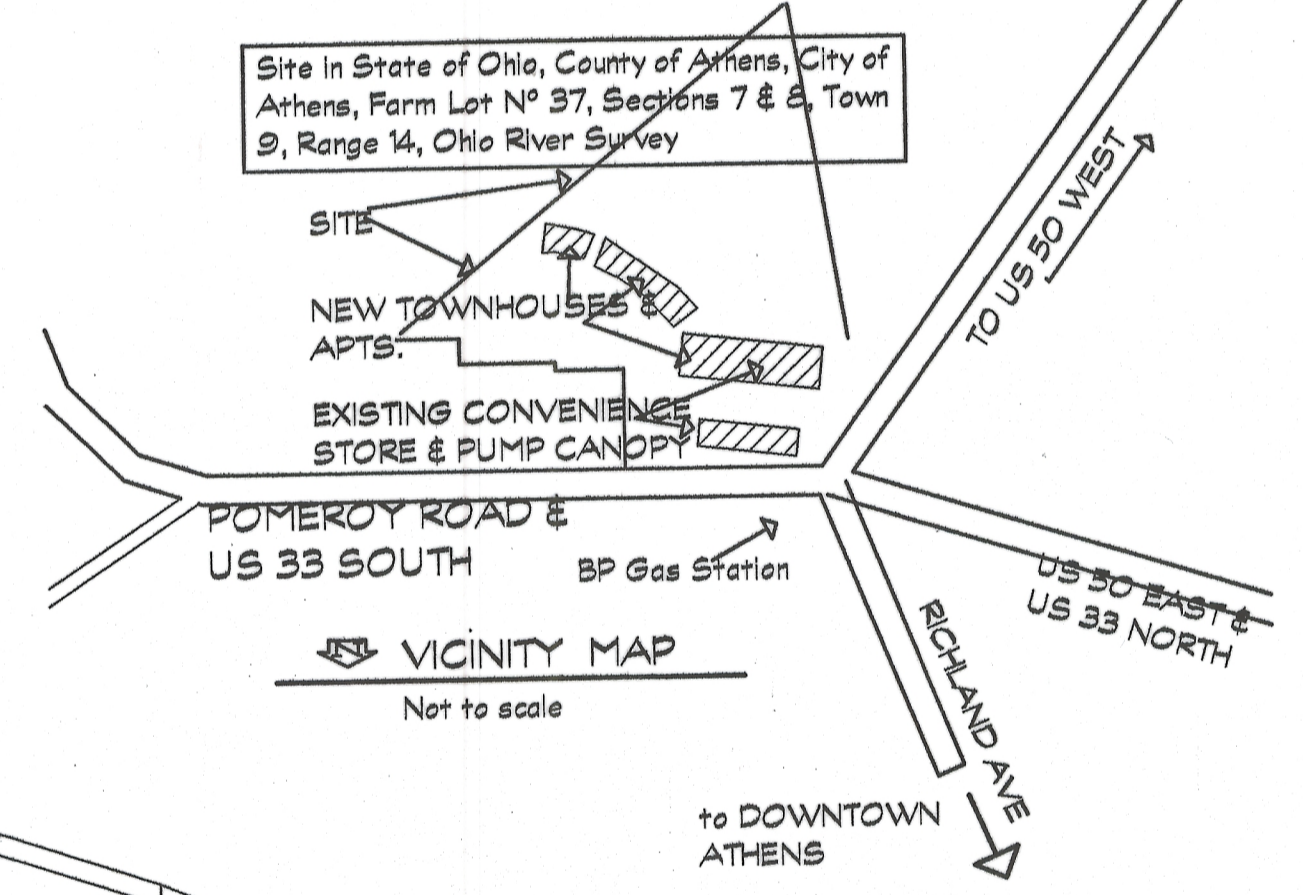 Site in State of Ohio, County of Athens, City of
Athens, Farm Lot Nº 37, Sections 7 & 8, Town
9, Range 14, Ohio River Survey
SITE
TO US 50 WEST
NEW TOWNHOUSES &
APTS.
EXISTING CONVENIENCE
STORE & PUMP CANOPY
POMEROY ROAD &
US 33 SOUTH
BP Gas Station
US 50 EAST &
US 33 NORTH
RICHLAND AVE
N
VICINITY MAP
Not to scale
to DOWNTOWN
ATHENS